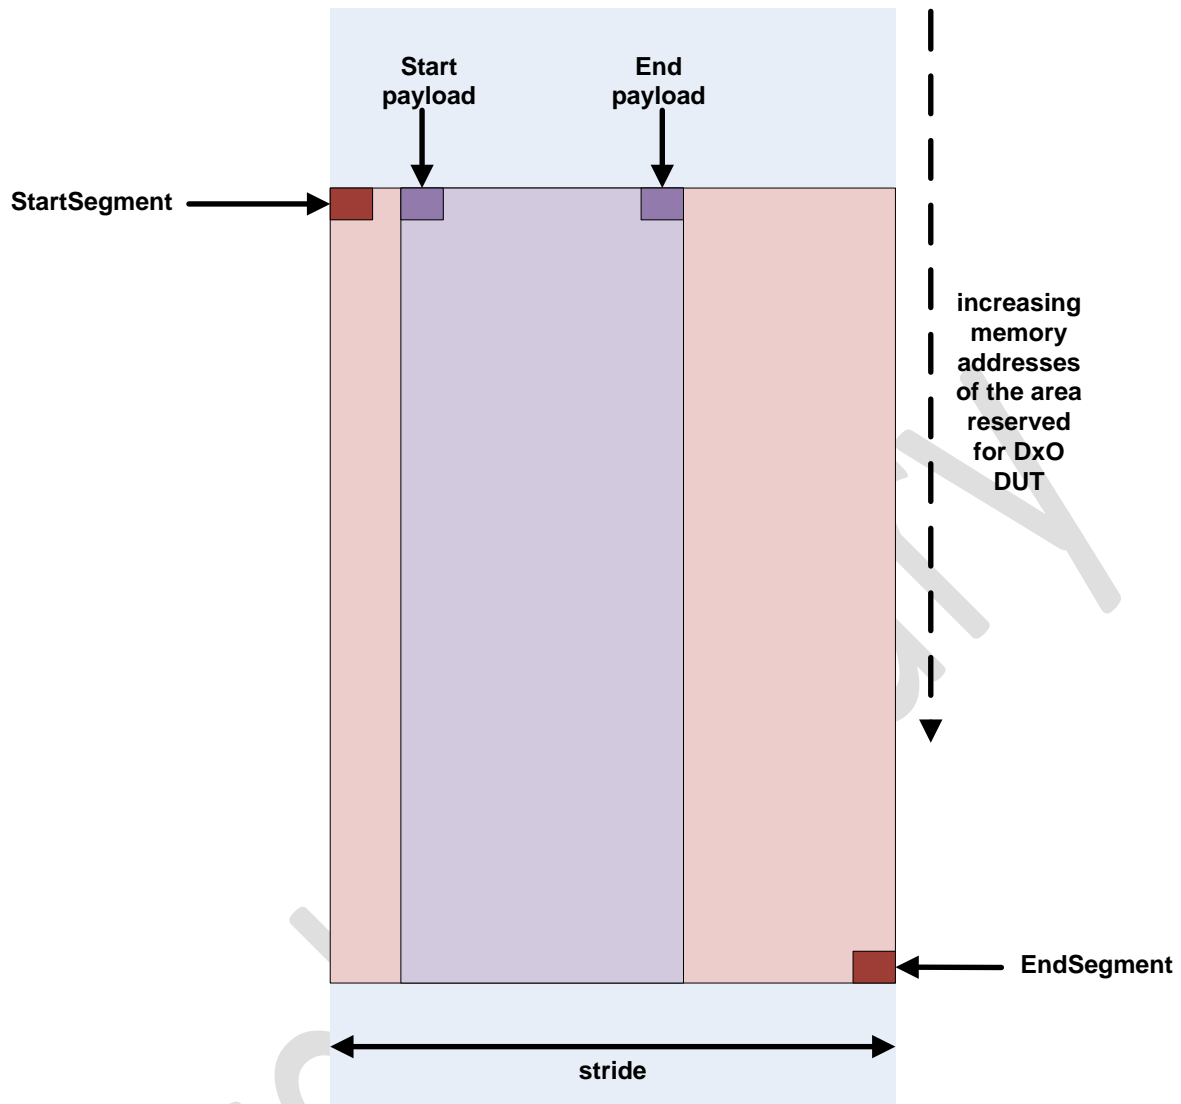 Start
payload
End
payload
StartSegment
increasing
memory
addresses
of the area
reserved
for DxO
DUT
EndSegment
stride